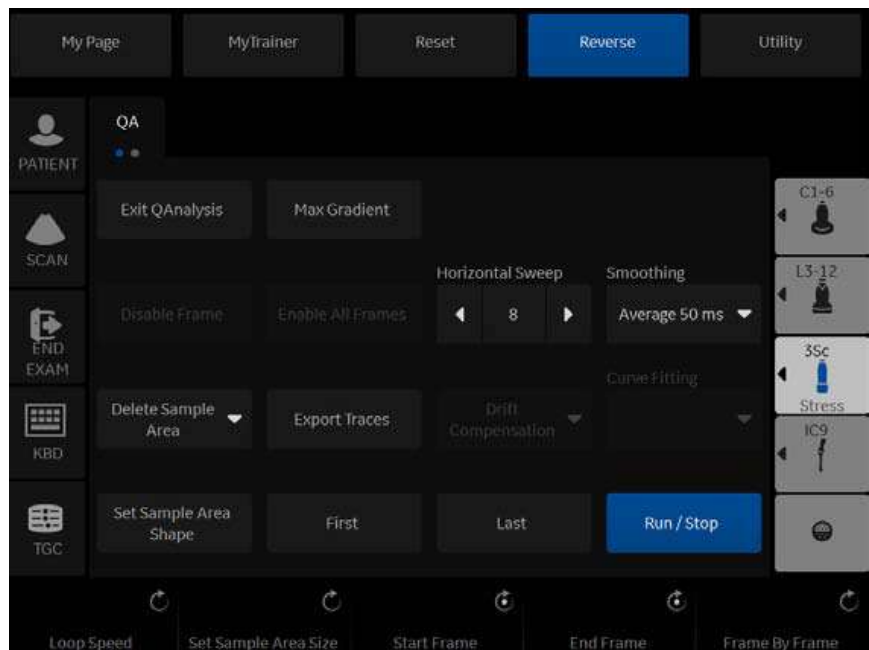 My Page
MyTrainer
Reset
Reverse
Utility
PATIENT
SCAN
END
EXAM
KBD
TGC
QA
Exit QAnalysis
Max Gradient
Horizontal Sweep
Smoothing
Disable Frame
Enable All Frames
8
Average 50 ms
Curve Fitting
Delete Sample
Area
Export Traces
Drift
Compensation
Set Sample Area
Shape
First
Last
Run / Stop
C1-6
L3-12
3Sc
Stress
IC9
Loop Speed
Set Sample Area Size
Start Frame
End Frame
Frame By Frame